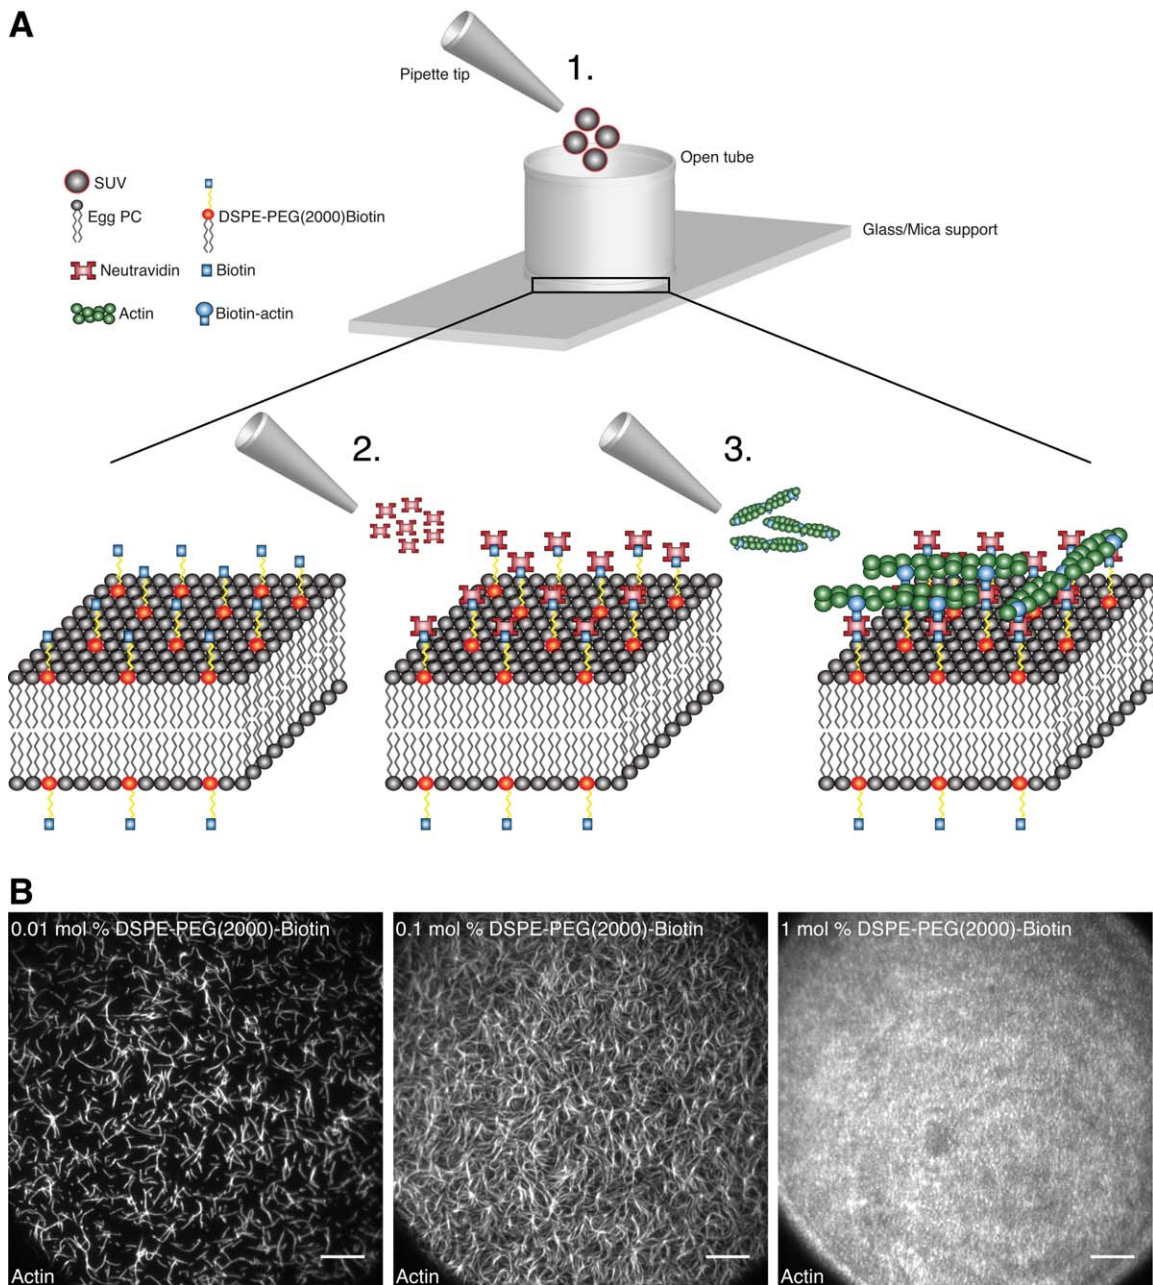 A
Pipette tip
1.
Open tube
SUV
Egg PC
DSPE-PEG(2000)Biotin
Glass/Mica support
Neutravidin
Biotin
Actin
Biotin-actin
2.
3.
B
0.01 mol % DSPE-PEG(2000)-Biotin
0.1 mol % DSPE-PEG(2000)-Biotin
1 mol % DSPE-PEG(2000)-Biotin
Actin
Actin
Actin